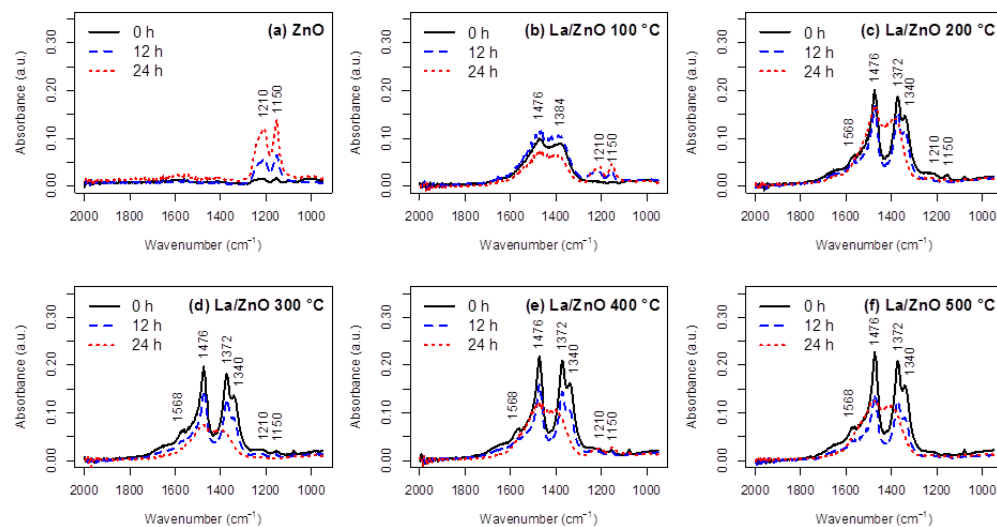 (a) ZnO
0 h
12 h
24 h
1210
1150
Absorbance (a.u.)
0.00 0.10 0.20 0.30
2000 1800 1600 1400 1200 1000
Wavenumber (cm⁻¹)
(b) La/ZnO 100 °C
0 h
12 h
24 h
1476
1384
1210
1150
Absorbance (a.u.)
0.00 0.10 0.20 0.30
2000 1800 1600 1400 1200 1000
Wavenumber (cm⁻¹)
(c) La/ZnO 200 °C
0 h
12 h
24 h
1568
1476
1372
1340
1210
1150
Absorbance (a.u.)
0.00 0.10 0.20 0.30
2000 1800 1600 1400 1200 1000
Wavenumber (cm⁻¹)
(d) La/ZnO 300 °C
0 h
12 h
24 h
1568
1476
1372
1340
1210
1150
Absorbance (a.u.)
0.00 0.10 0.20 0.30
2000 1800 1600 1400 1200 1000
Wavenumber (cm⁻¹)
(e) La/ZnO 400 °C
0 h
12 h
24 h
1568
1476
1372
1340
1210
1150
Absorbance (a.u.)
0.00 0.10 0.20 0.30
2000 1800 1600 1400 1200 1000
Wavenumber (cm⁻¹)
(f) La/ZnO 500 °C
0 h
12 h
24 h
1568
1476
1372
1340
Absorbance (a.u.)
0.00 0.10 0.20 0.30
2000 1800 1600 1400 1200 1000
Wavenumber (cm⁻¹)